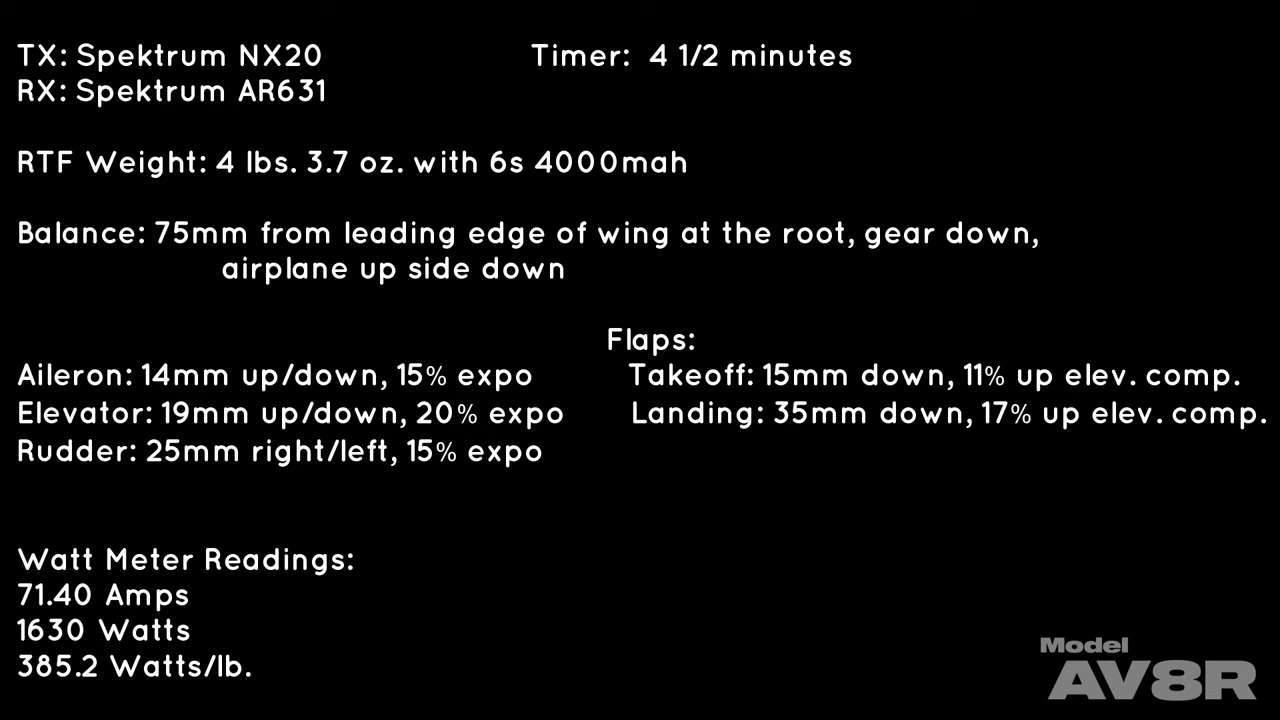 TX: Spektrum NX20
Timer: 4 1/2 minutes
RX: Spektrum AR631
RTF Weight: 4 lbs. 3.7 oz. with 6s 4000mah
Balance: 75mm from leading edge of wing at the root, gear down,
airplane up side down
Aileron: 14mm up/down, 15% expo
Elevator: 19mm up/down, 20% expo
Rudder: 25mm right/left, 15% expo
Flaps:
Takeoff: 15mm down, 11% up elev. comp.
Landing: 35mm down, 17% up elev. comp.
Watt Meter Readings:
71.40 Amps
1630 Watts
385.2 Watts/lb.
Model
AV8R